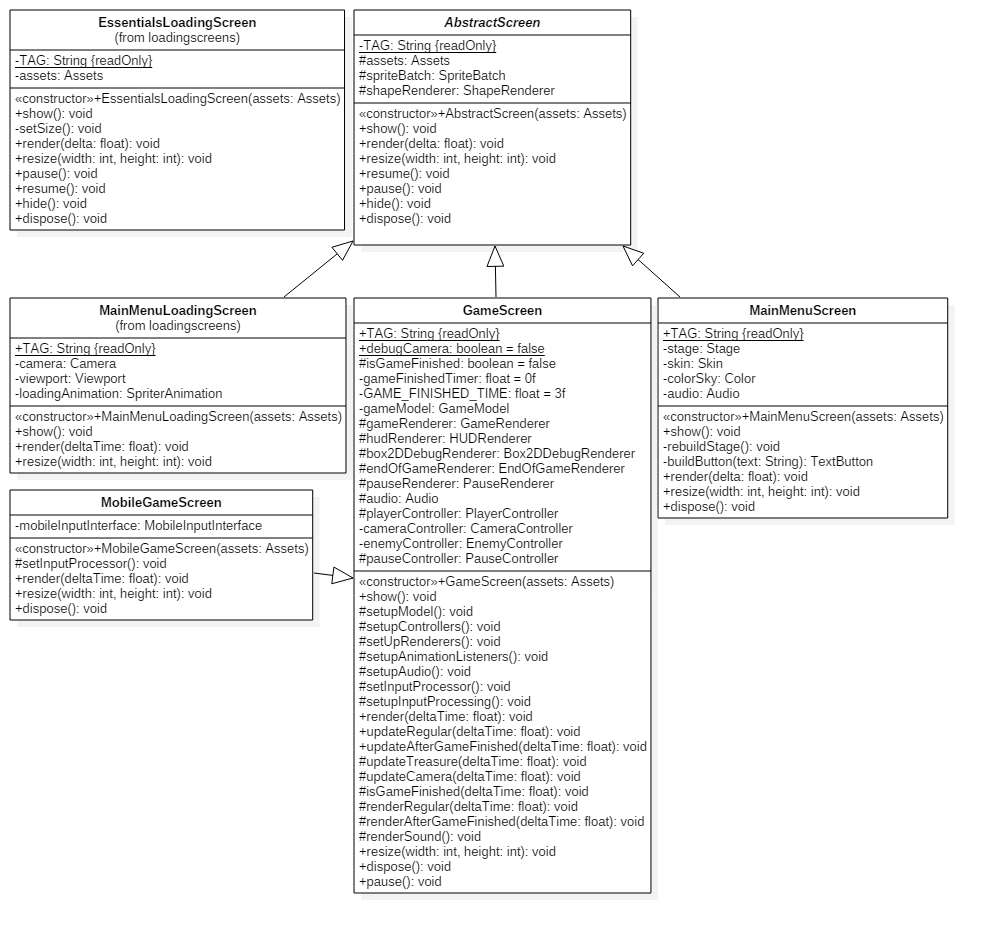 EssentialsLoadingScreen
(from loadingscreens)
-TAG: String {readOnly}
-assets: Assets
«constructor»+EssentialsLoadingScreen(assets: Assets)
+show(): void
-setSize(): void
+render(delta: float): void
+resize(width: int, height: int): void
+pause(): void
+resume(): void
+hide(): void
+dispose(): void
AbstractScreen
-TAG: String {readOnly}
#assets: Assets
#spriteBatch: SpriteBatch
#shapeRenderer: ShapeRenderer
«constructor»+AbstractScreen(assets: Assets)
+show(): void
+render(delta: float): void
+resize(width: int, height: int): void
+resume(): void
+pause(): void
+hide(): void
+dispose(): void
MainMenuLoadingScreen
(from loadingscreens)
+TAG: String {readOnly}
-camera: Camera
-viewport: Viewport
-loadingAnimation: SpriterAnimation
«constructor»+MainMenuLoadingScreen(assets: Assets)
+show(): void
+render(deltaTime: float): void
+resize(width: int, height: int): void
GameScreen
+TAG: String {readOnly}
+debugCamera: boolean = false
#isGameFinished: boolean = false
-gameFinishedTimer: float = 0f
-GAME_FINISHED_TIME: float = 3f
-gameModel: GameModel
#gameRenderer: GameRenderer
#hudRenderer: HUDRenderer
#box2DDebugRenderer: Box2DDebugRenderer
#endOfGameRenderer: EndOfGameRenderer
#pauseRenderer: PauseRenderer
#audio: Audio
#playerController: PlayerController
-cameraController: CameraController
-enemyController: EnemyController
#pauseController: PauseController
«constructor»+GameScreen(assets: Assets)
+show(): void
#setupModel(): void
#setupControllers(): void
#setUpRenderers(): void
#setupAnimationListeners(): void
#setupAudio(): void
#setInputProcessor(): void
#setupInputProcessing(): void
+render(deltaTime: float): void
+updateRegular(deltaTime: float): void
+updateAfterGameFinished(deltaTime: float): void
#updateTreasure(deltaTime: float): void
#updateCamera(deltaTime: float): void
#isGameFinished(deltaTime: float): void
#renderRegular(deltaTime: float): void
#renderAfterGameFinished(deltaTime: float): void
#renderSound(): void
+resize(width: int, height: int): void
+dispose(): void
+pause(): void
MainMenuScreen
+TAG: String {readOnly}
-stage: Stage
-skin: Skin
-colorSky: Color
-audio: Audio
«constructor»+MainMenuScreen(assets: Assets)
+show(): void
-rebuildStage(): void
-buildButton(text: String): TextButton
+render(delta: float): void
+resize(width: int, height: int): void
+dispose(): void
MobileGameScreen
-mobileInputInterface: MobileInputInterface
«constructor»+MobileGameScreen(assets: Assets)
#setInputProcessor(): void
+render(deltaTime: float): void
+resize(width: int, height: int): void
+dispose(): void